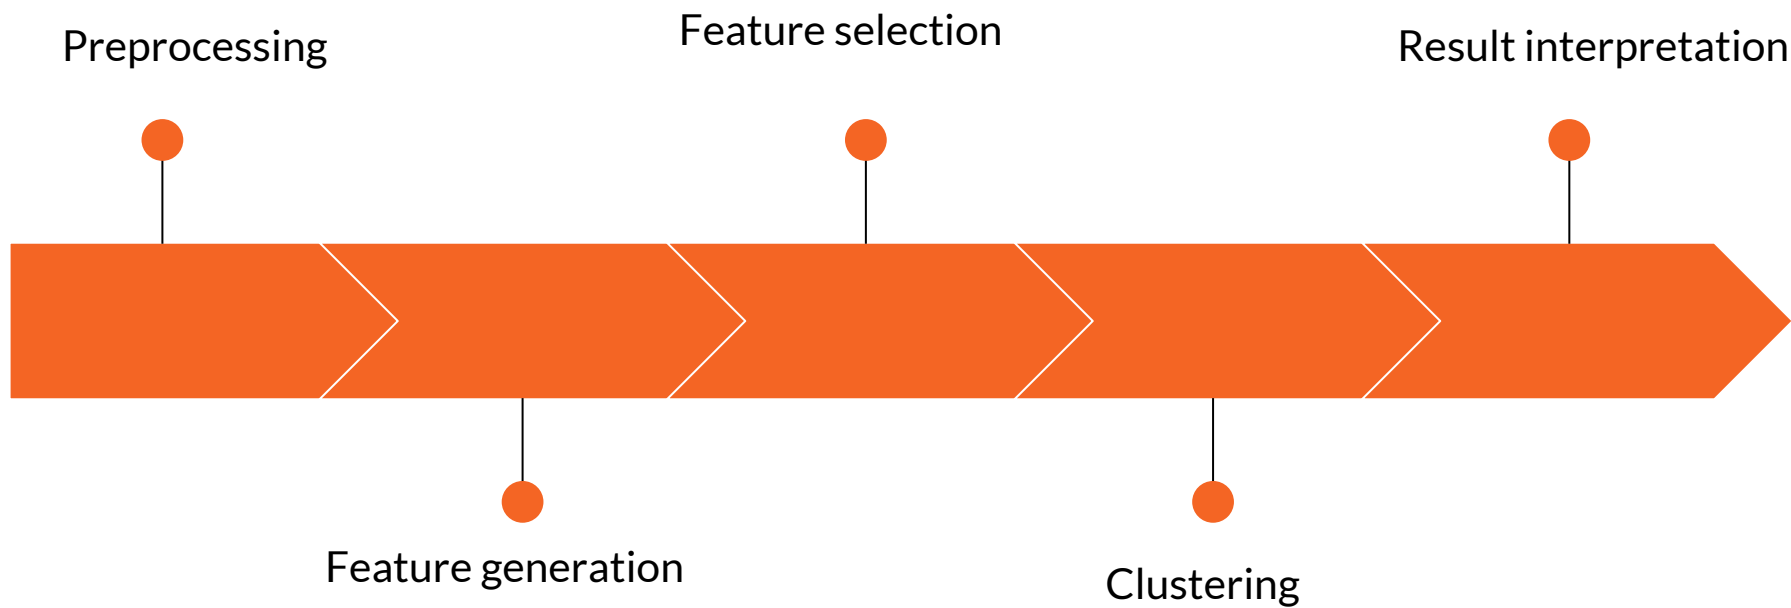 Preprocessing
Feature generation
Feature selection
Clustering
Result interpretation